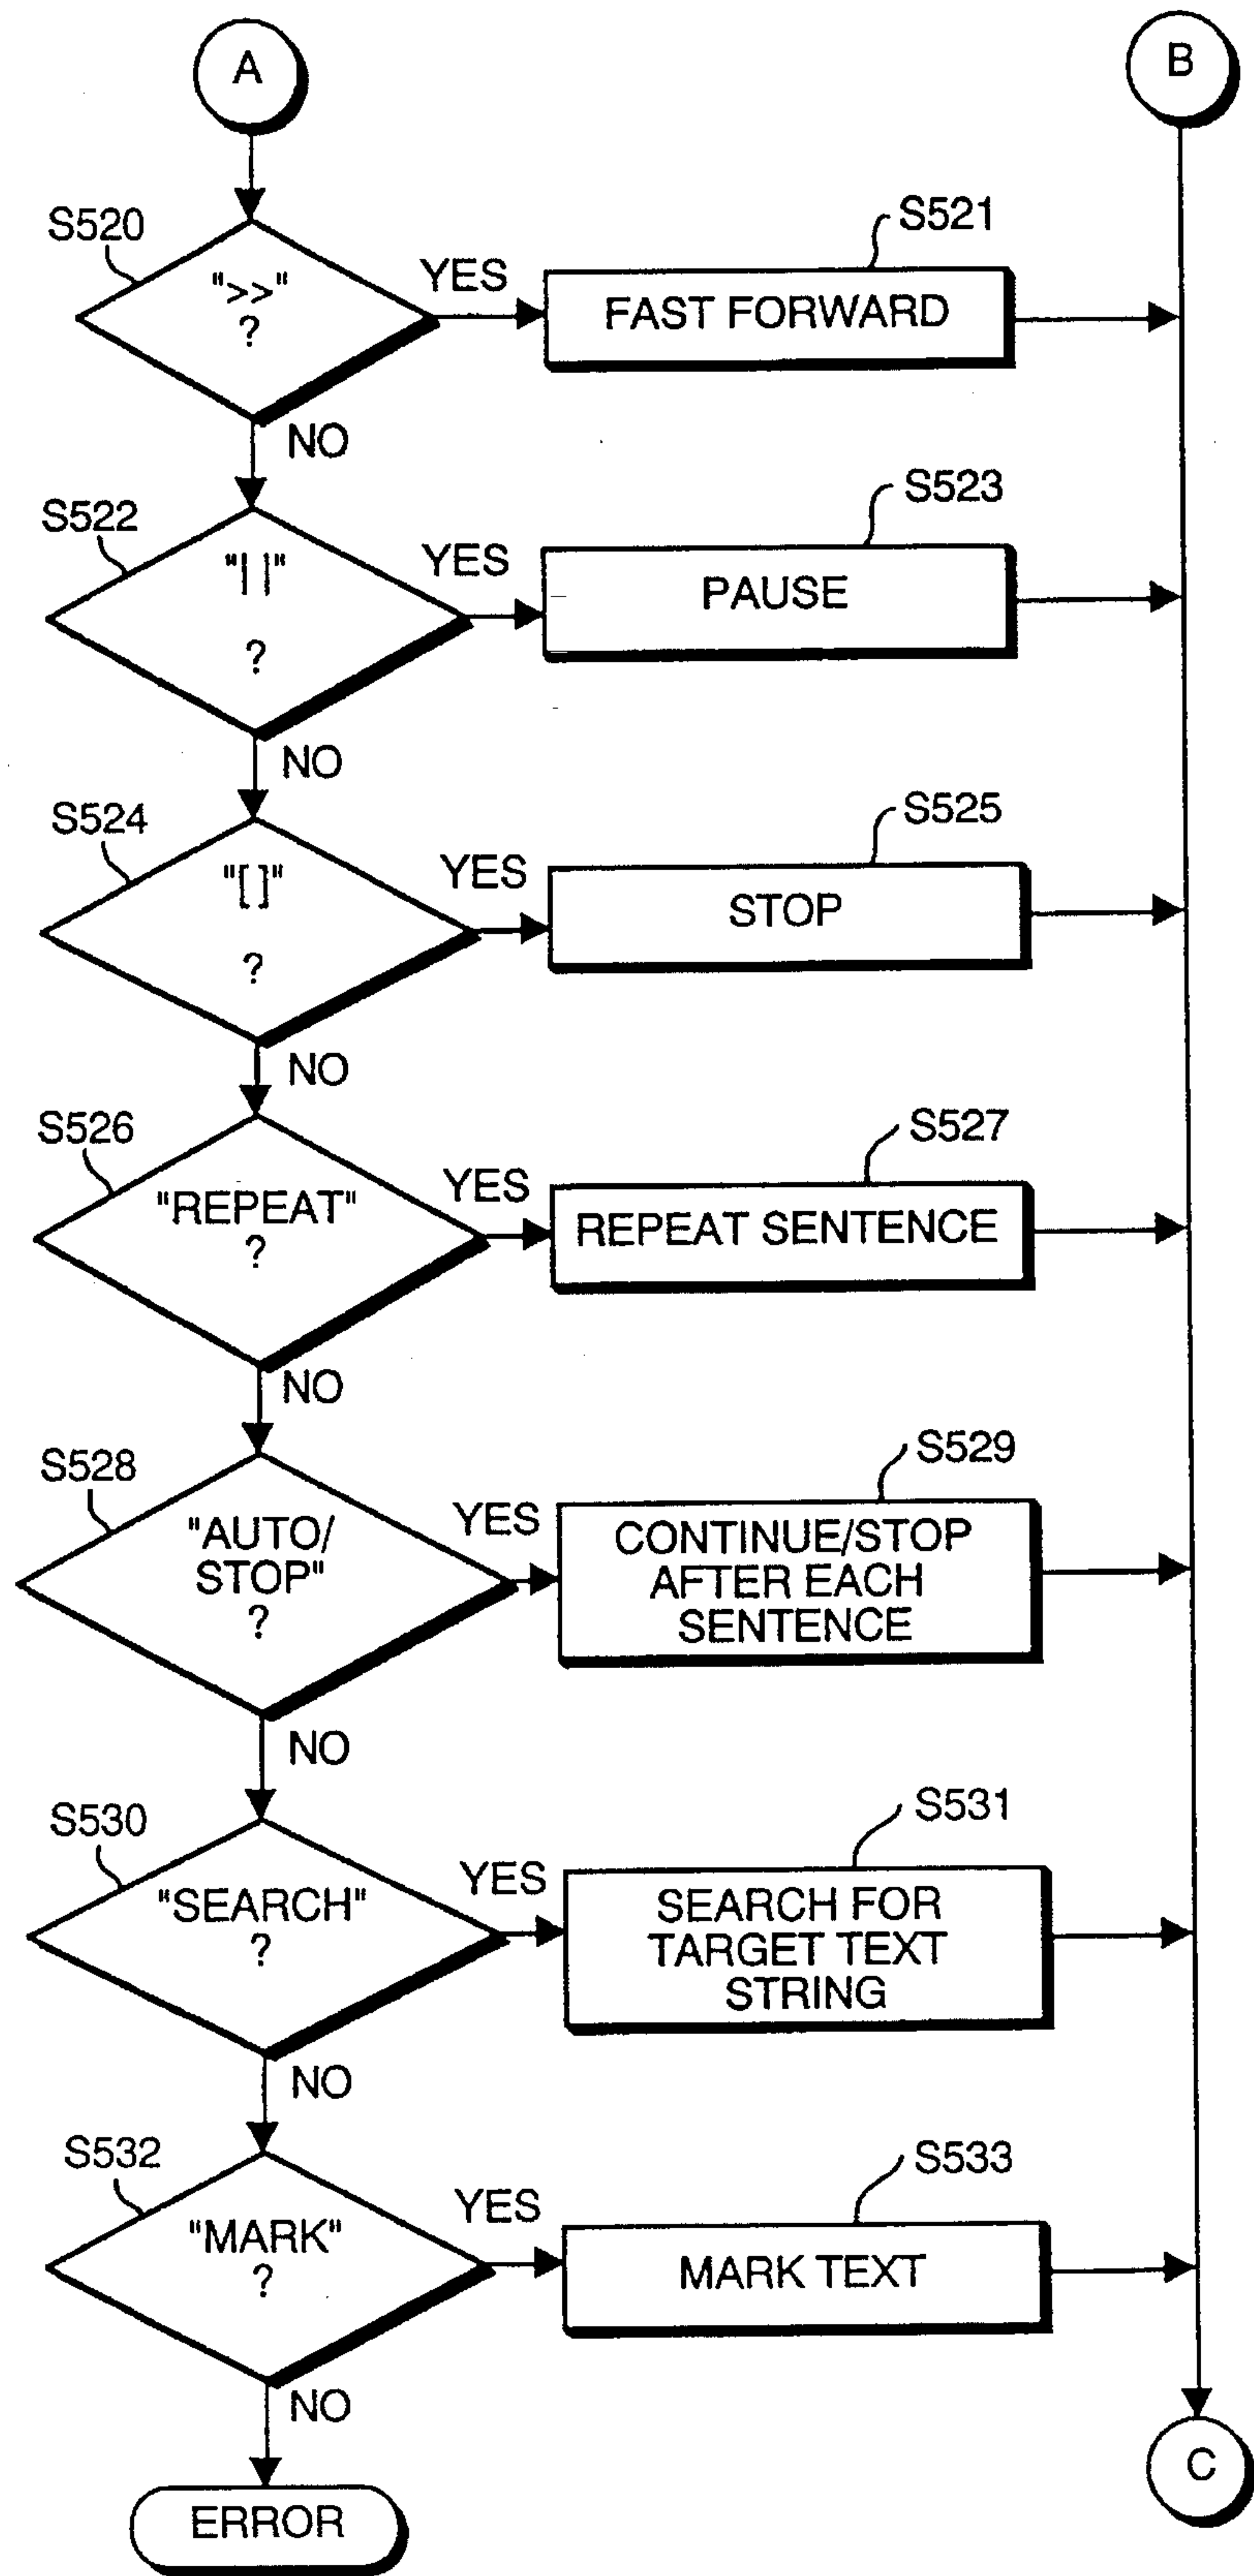 A
B
S520
">>"
?
YES
S521
FAST FORWARD
NO
S522
"||"
?
YES
S523
PAUSE
NO
S524
"[ ]"
?
YES
S525
STOP
NO
S526
"REPEAT"
?
YES
S527
REPEAT SENTENCE
NO
S528
"AUTO/
STOP"
?
YES
S529
CONTINUE/STOP
AFTER EACH
SENTENCE
NO
S530
"SEARCH"
?
YES
S531
SEARCH FOR
TARGET TEXT
STRING
NO
S532
"MARK"
?
YES
S533
MARK TEXT
NO
ERROR
C